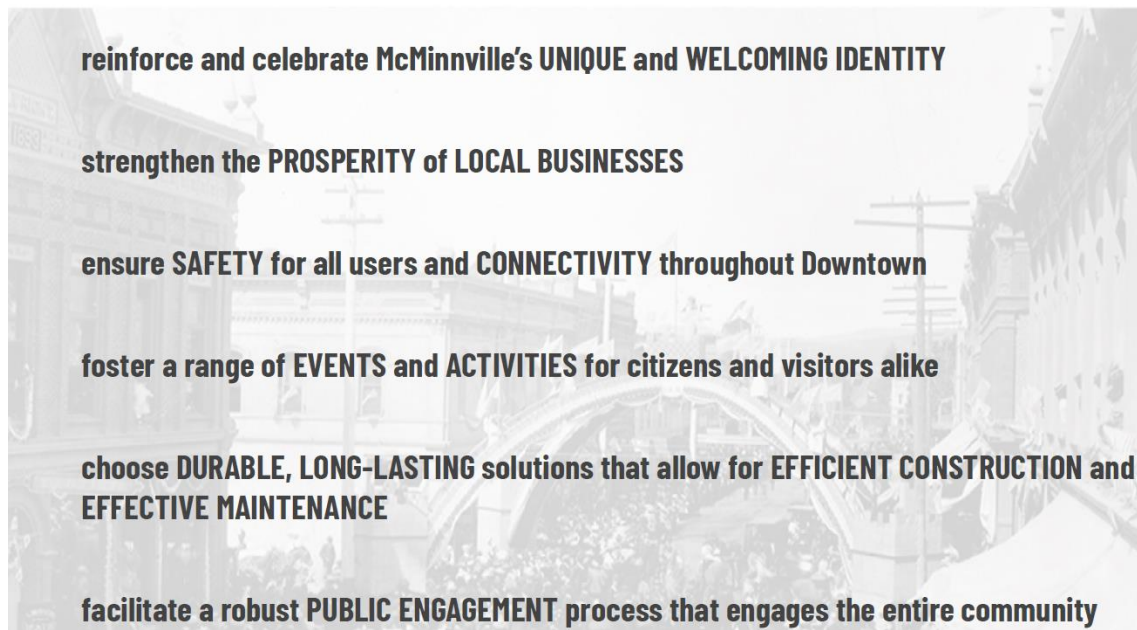 reinforce and celebrate McMinnville’s UNIQUE and WELCOMING IDENTITY
strengthen the PROSPERITY of LOCAL BUSINESSES
ensure SAFETY for all users and CONNECTIVITY throughout Downtown
foster a range of EVENTS and ACTIVITIES for citizens and visitors alike
choose DURABLE, LONG-LASTING solutions that allow for EFFICIENT CONSTRUCTION and
EFFECTIVE MAINTENANCE
facilitate a robust PUBLIC ENGAGEMENT process that engages the entire community